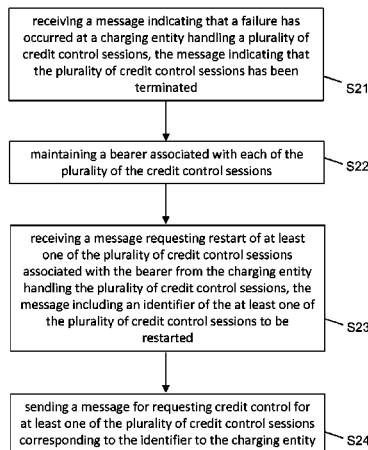 receiving a message indicating that a failure has
occurred at a charging entity handling a plurality of
credit control sessions, the message indicating that
the plurality of credit control sessions has been
terminated
S21
maintaining a bearer associated with each of the
plurality of the credit control sessions
S22
receiving a message requesting restart of at least
one of the plurality of credit control sessions
associated with the bearer from the charging entity
handling the plurality of credit control sessions, the
message including an identifier of the at least one of
the plurality of credit control sessions to be
restarted
S23
sending a message for requesting credit control for
at least one of the plurality of credit control sessions
corresponding to the identifier to the charging entity
S24